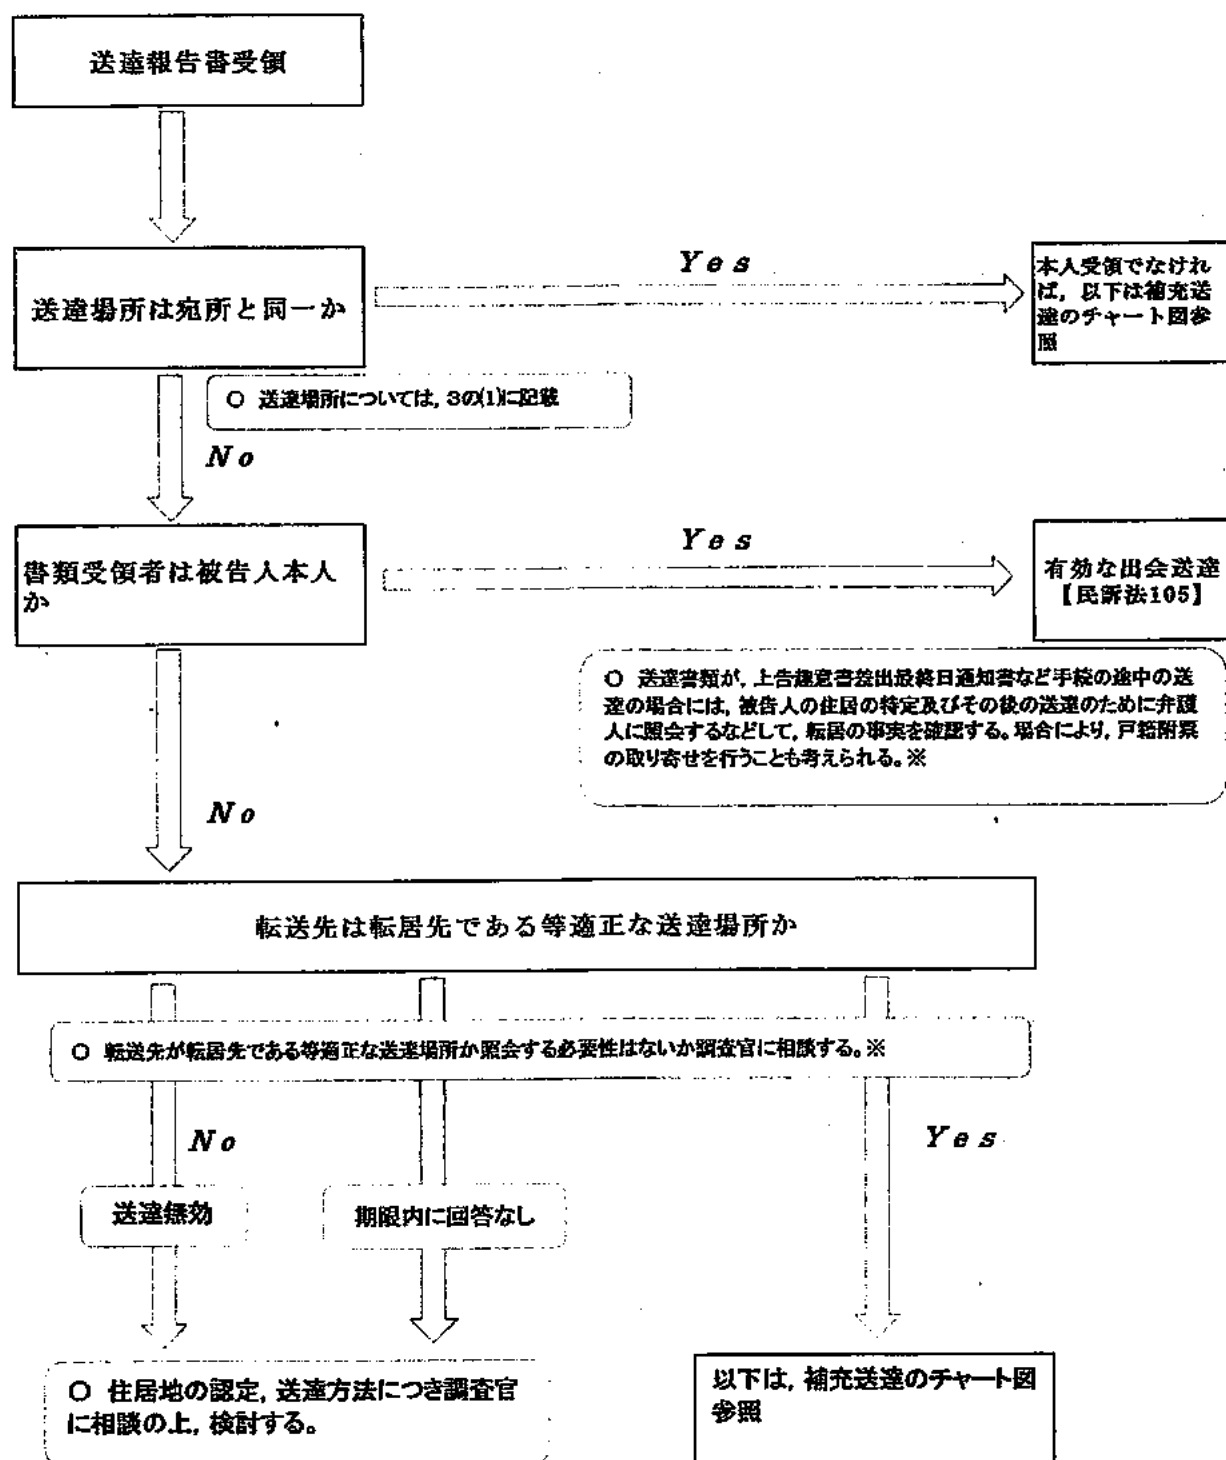 送達報告書受領
送達場所は宛所と同一か
Yes
本人受領でなけれ
ば，以下は補充送
達のチャート図参
照
○ 送達場所については，3の(1)に記載
No
書類受領者は被告人本人
か
Yes
有効な出会送達
【民訴法105】
○ 送達書類が，上告趣意書差出最終日通知書など手続の途中の送
達の場合には，被告人の住居の特定及びその後の送達のために弁護
人に照会するなどして，転居の事実を確認する。場合により，戸籍附票
の取り寄せを行うことも考えられる。※
No
転送先は転居先である等適正な送達場所か
○ 転送先が転居先である等適正な送達場所か照会する必要性はないか調査官に相談する。※
No
Yes
送達無効
期限内に回答なし
○ 住居地の認定，送達方法につき調査官
に相談の上，検討する。
以下は，補充送達のチャート図
参照